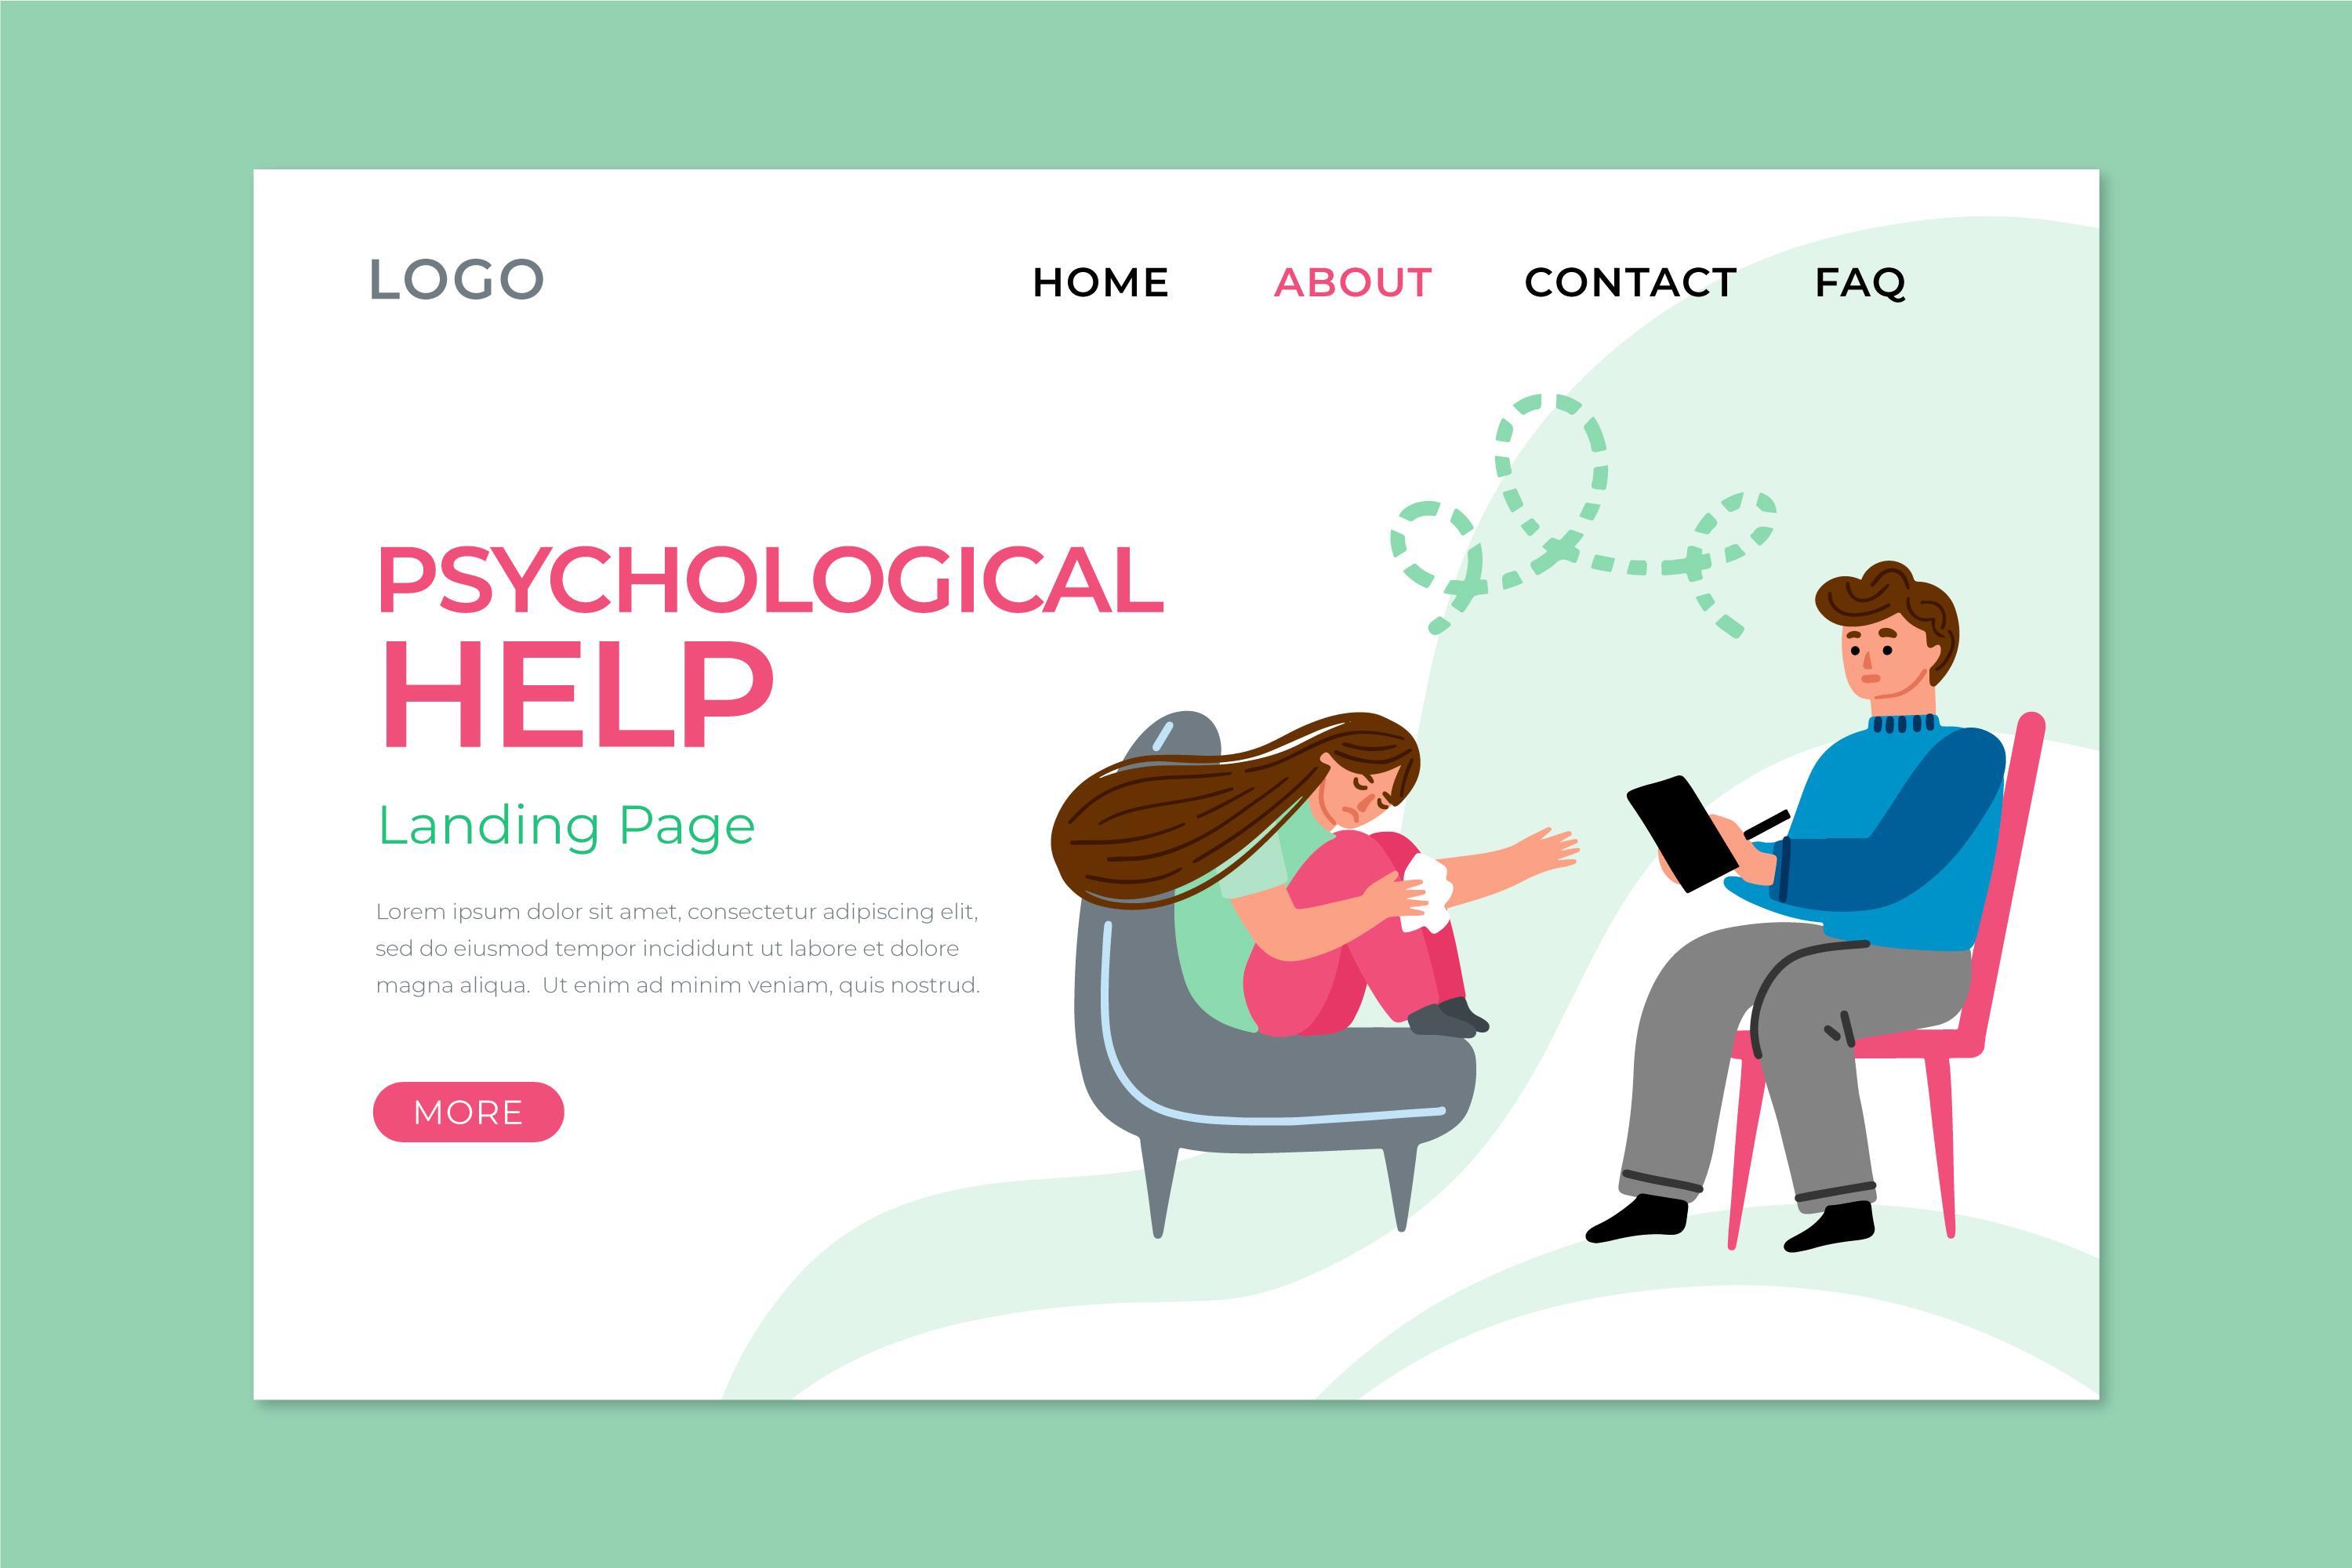 LOGO
HOME ABOUT CONTACT FAQ
PSYCHOLOGICAL
HELP
Landing Page
Lorem ipsum dolor sit amet, consectetur adipiscing elit,
sed do eiusmod tempor incididunt ut labore et dolore
magna aliqua.  Ut enim ad minim veniam, quis nostrud.
MORE